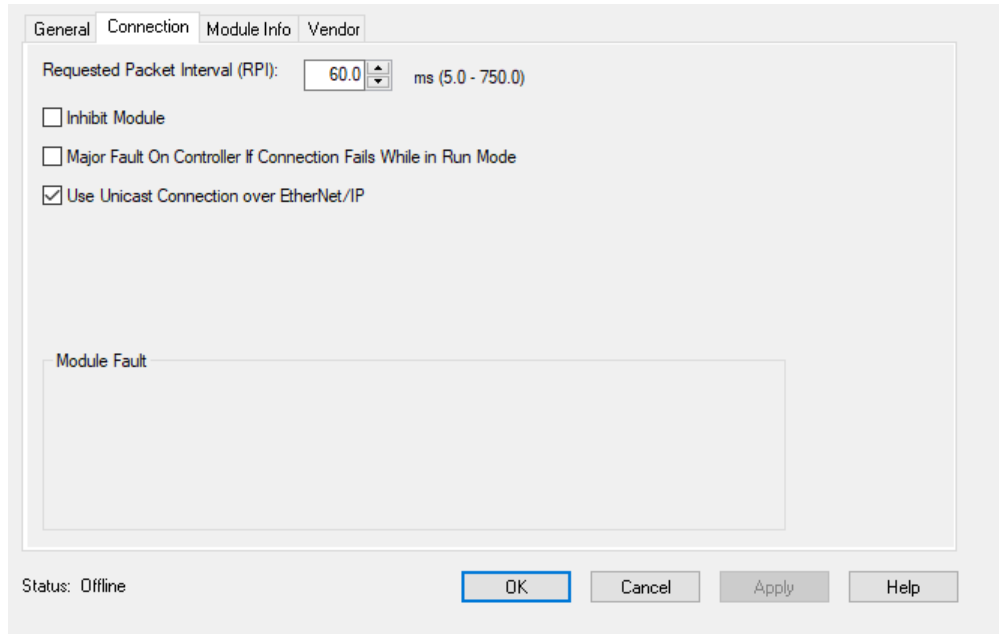 General Connection Module Info Vendor
Requested Packet Interval (RPI): 60.0 ms (5.0 - 750.0)
Inhibit Module
Major Fault On Controller If Connection Fails While in Run Mode
Use Unicast Connection over EtherNet/IP
Module Fault
Status: Offline OK Cancel Apply Help